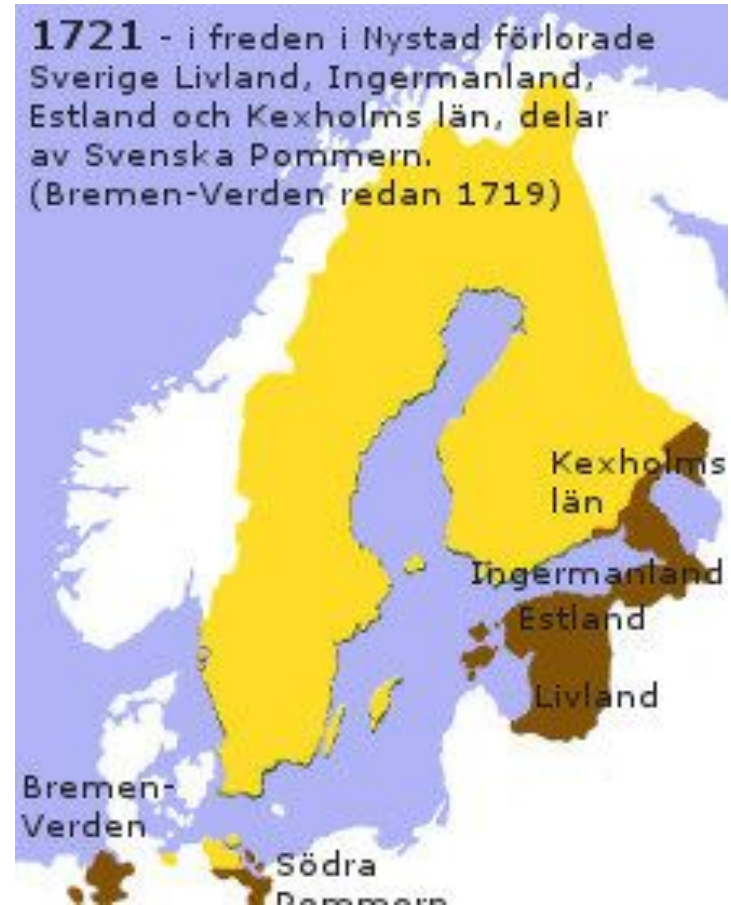 1721 - i freden i Nystad förlorade
Sverige Livland, Ingermanland,
Estland och Kexholms län, delar
av Svenska Pommern.
(Bremen-Verden redan 1719)
Kexholms
län
Ingermanland
Estland
Livland
Bremen-
Verden
Södra
Pommern